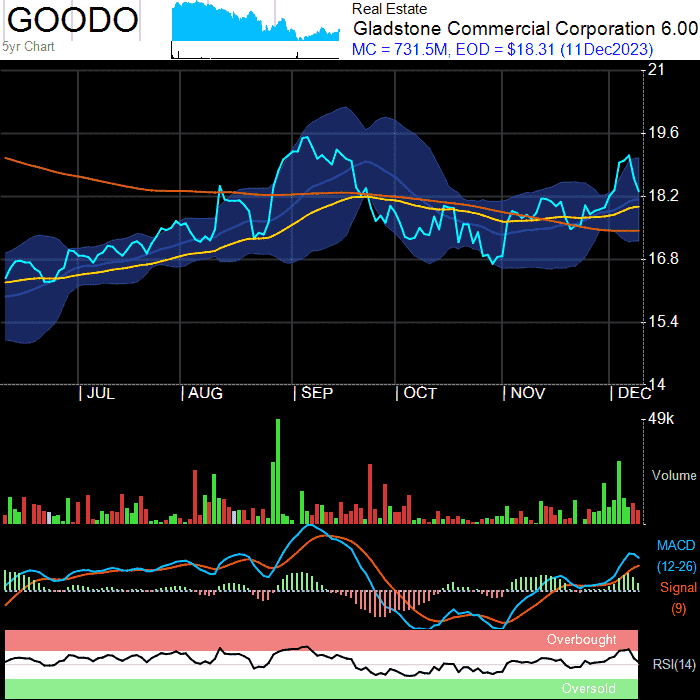 GOODO
5yr Chart
Real Estate
Gladstone Commercial Corporation 6.00
MC = 731.5M, EOD = $18.31 (11Dec2023)
21
19.6
18.2
16.8
15.4
14
| JUL | AUG | SEP | OCT | NOV | DEC
49k
Volume
MACD
(12-26)
Signal
(9)
Overbought
RSI(14)
Oversold